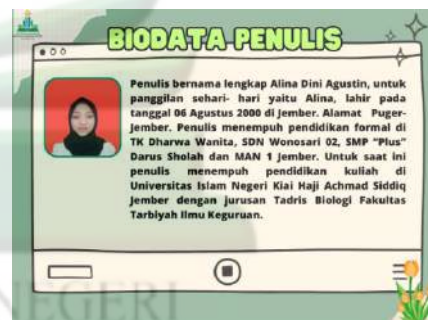 BIODATA PENULIS
Penulis bernama lengkap Alina Dini Agustin, untuk
panggilan sehari- hari yaitu Alina, lahir pada
tanggal 06 Agustus 2000 di Jember. Alamat Puger-
Jember. Penulis menempuh pendidikan formal di
TK Dharwa Wanita, SDN Wonosari 02, SMP "Plus"
Darus Sholah dan MAN 1 Jember. Untuk saat ini
penulis menempuh pendidikan kuliah di
Universitas Islam Negeri Kiai Haji Achmad Siddiq
Jember dengan jurusan Tadris Biologi Fakultas
Tarbiyah Ilmu Keguruan.
NEGERI